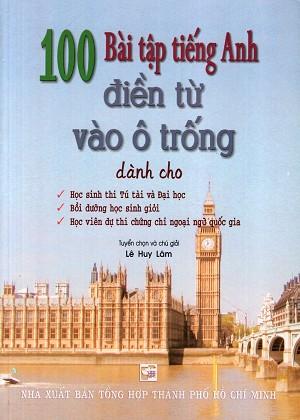 100 Bài tập tiếng Anh
điền từ
vào ô trống
dành cho
✓ Học sinh thi Tú tài và Đại học
✓ Bồi dưỡng học sinh giỏi
✓ Học viên dự thi chứng chỉ ngoại ngữ quốc gia
Tuyển chọn và chú giải
Lê Huy Lâm
NHÀ XUẤT BẢN TỔNG HỢP THÀNH PHỐ HỒ CHÍ MINH